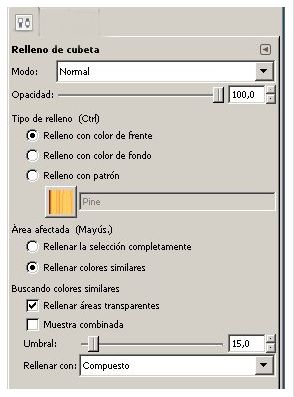 Relleno de cubeta
Modo: Normal
Opacidad: 100,0
Tipo de relleno (Ctrl)
Relleno con color de frente
Relleno con color de fondo
Relleno con patrón
Pine
Área afectada (Mayús.)
Rellenar la selección completamente
Rellenar colores similares
Buscando colores similares
Rellenar áreas transparentes
Muestra combinada
Umbral: 15,0
Rellenar con: Compuesto